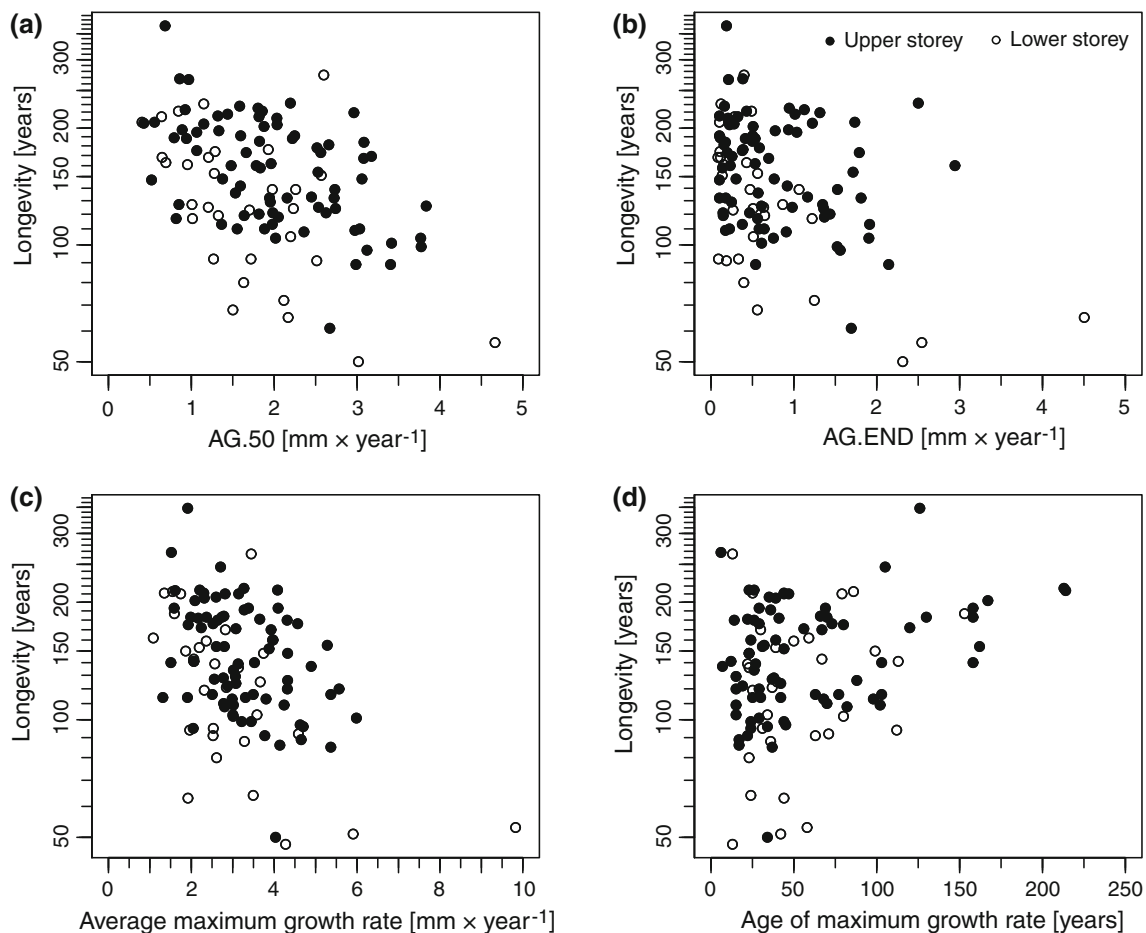 (a)
Longevity [years]
50 100 150 200 300
0 1 2 3 4 5
AG.50 [mm × year⁻¹]
(b)
Upper storey Lower storey
Longevity [years]
50 100 150 200 300
0 1 2 3 4 5
AG.END [mm × year⁻¹]
(c)
Longevity [years]
50 100 150 200 300
0 2 4 6 8 10
Average maximum growth rate [mm × year⁻¹]
(d)
Longevity [years]
50 100 150 200 300
0 50 100 150 200 250
Age of maximum growth rate [years]